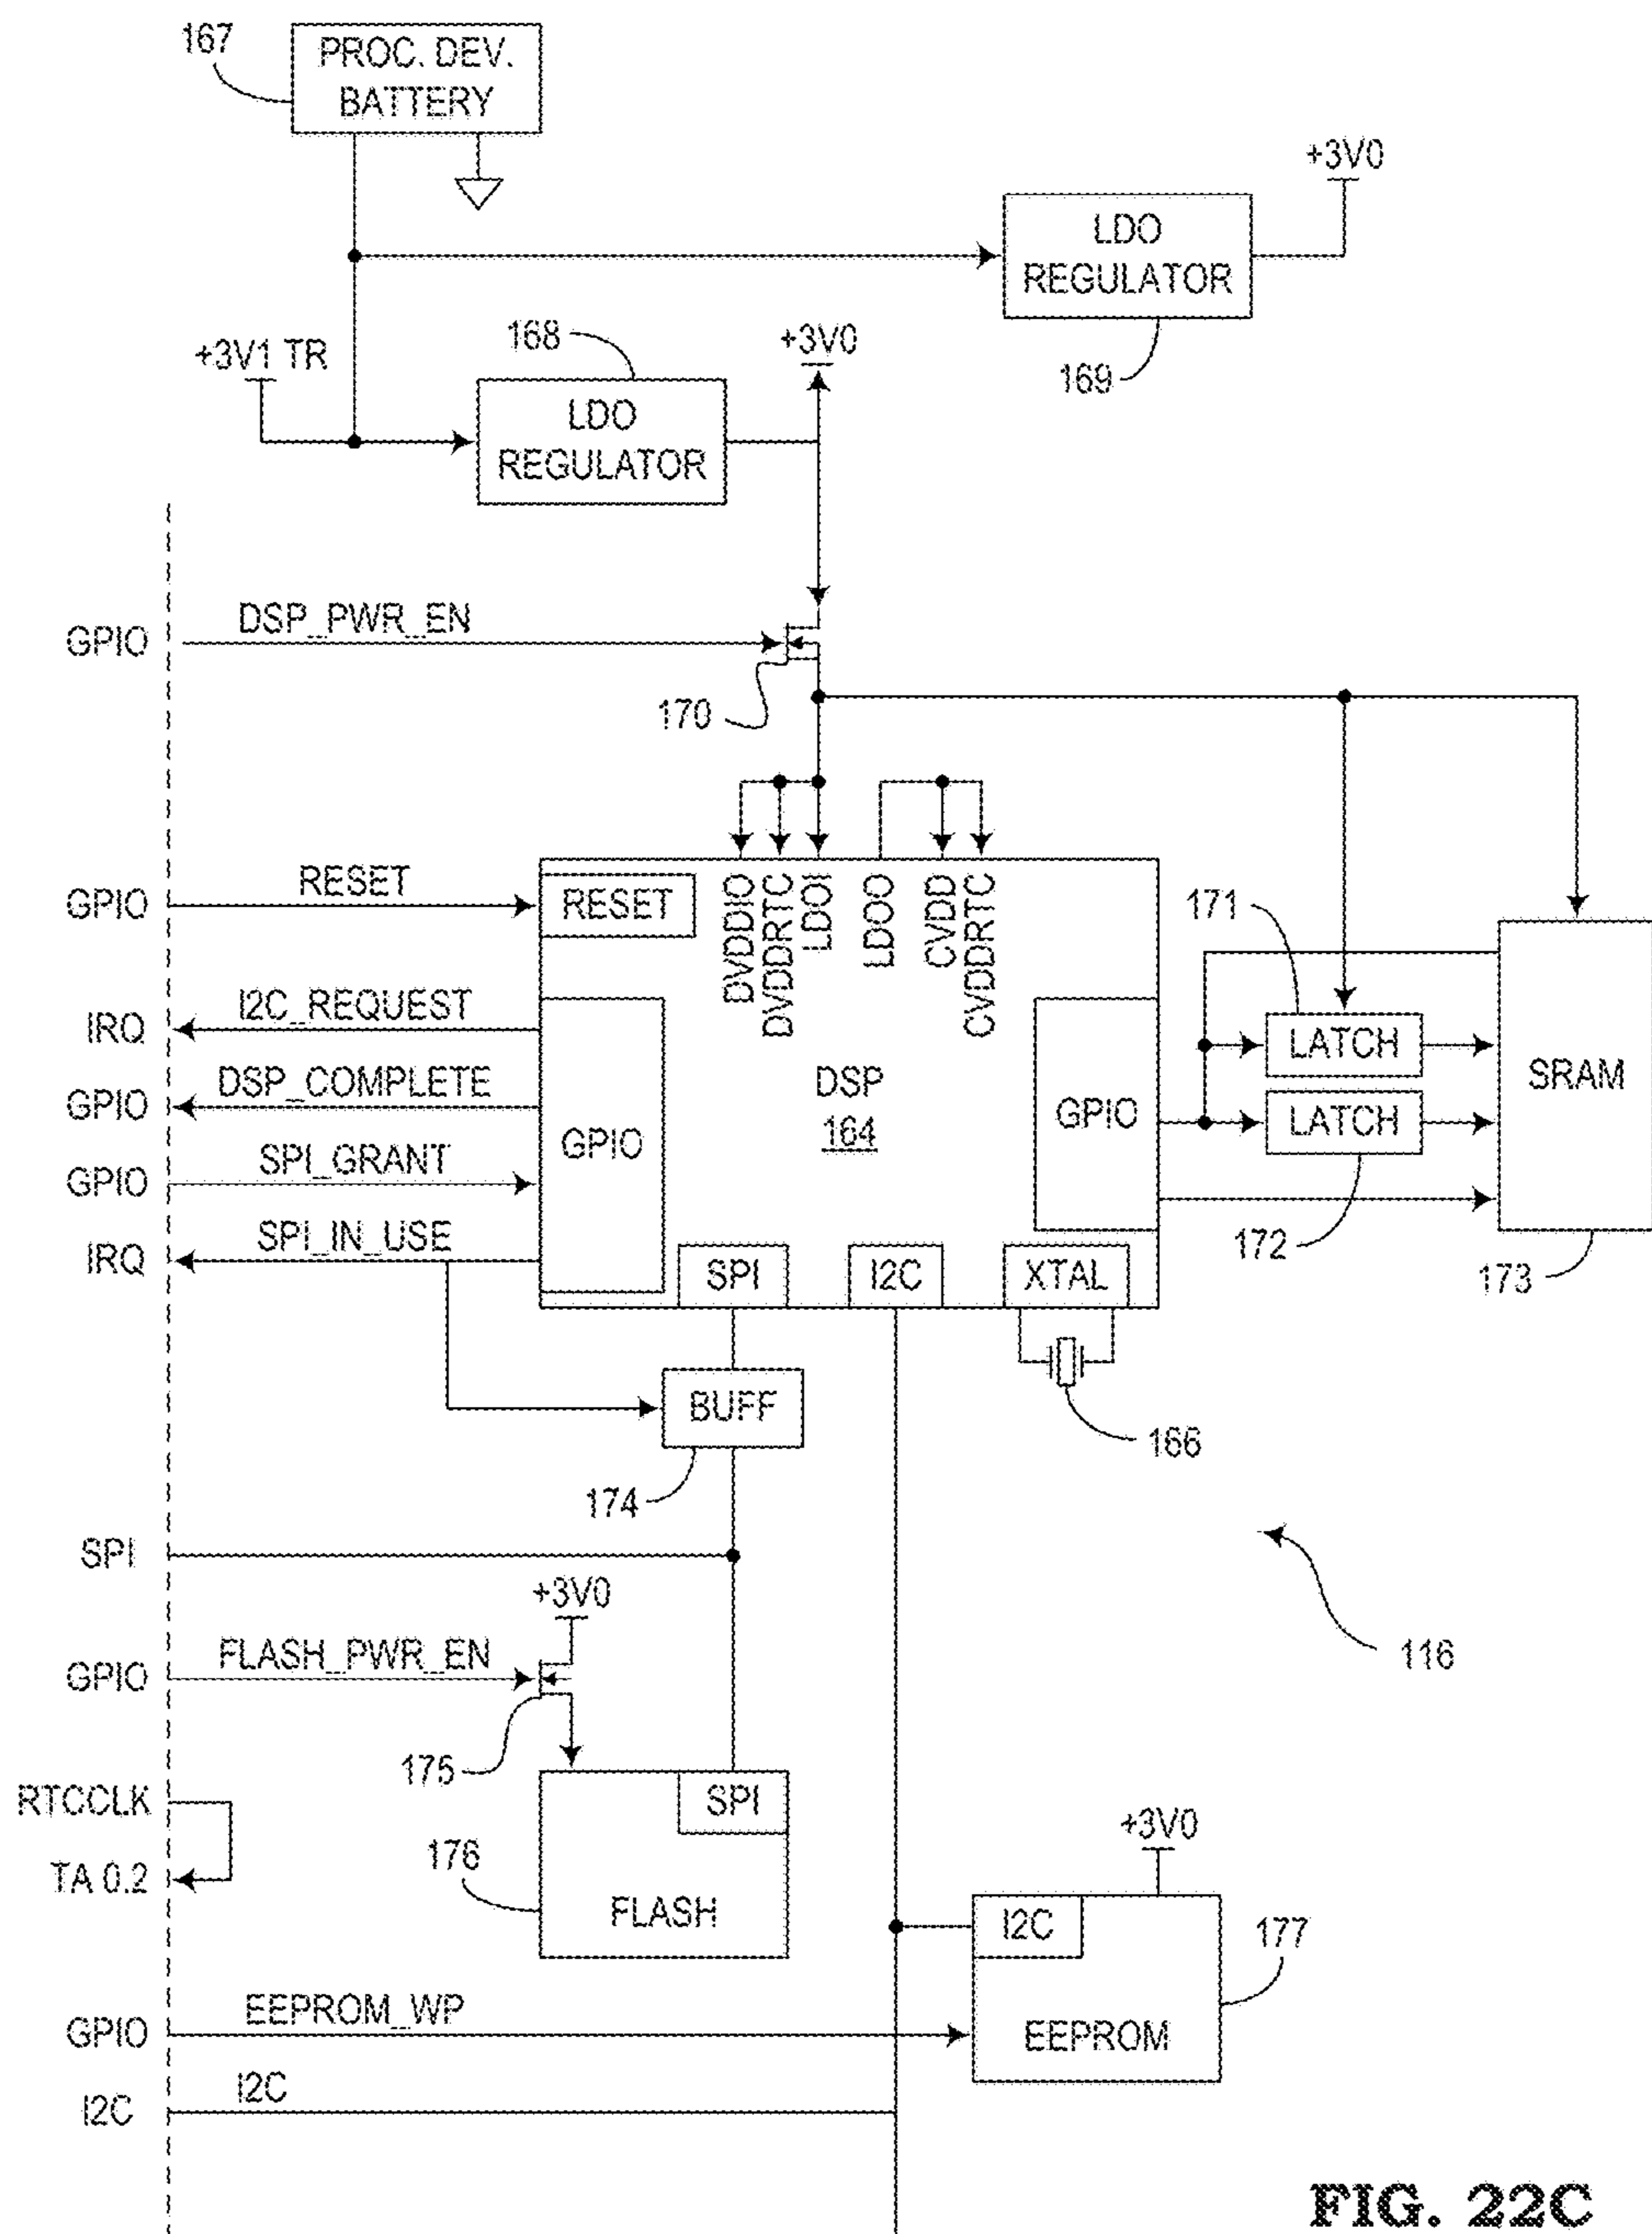 167
PROC. DEV.
BATTERY
+3V0
LDO
REGULATOR
169
+3V1 TR
168
+3V0
LDO
REGULATOR
GPIO
DSP_PWR_EN
170
GPIO
RESET
RESET
DVDDIO
DVDDRTC
LDOI
LDOO
CVDD
CVDDRTC
171
IRQ
I2C_REQUEST
LATCH
GPIO
DSP_COMPLETE
DSP
164
GPIO
GPIO
LATCH
SRAM
GPIO
SPI_GRANT
IRQ
SPI_IN_USE
SPI
I2C
XTAL
172
173
BUFF
174
166
SPI
116
+3V0
GPIO
FLASH_PWR_EN
175
RTCCLK
TA 0.2
SPI
176
FLASH
+3V0
I2C
177
EEPROM
GPIO
EEPROM_WP
I2C
I2C
FIG. 22C